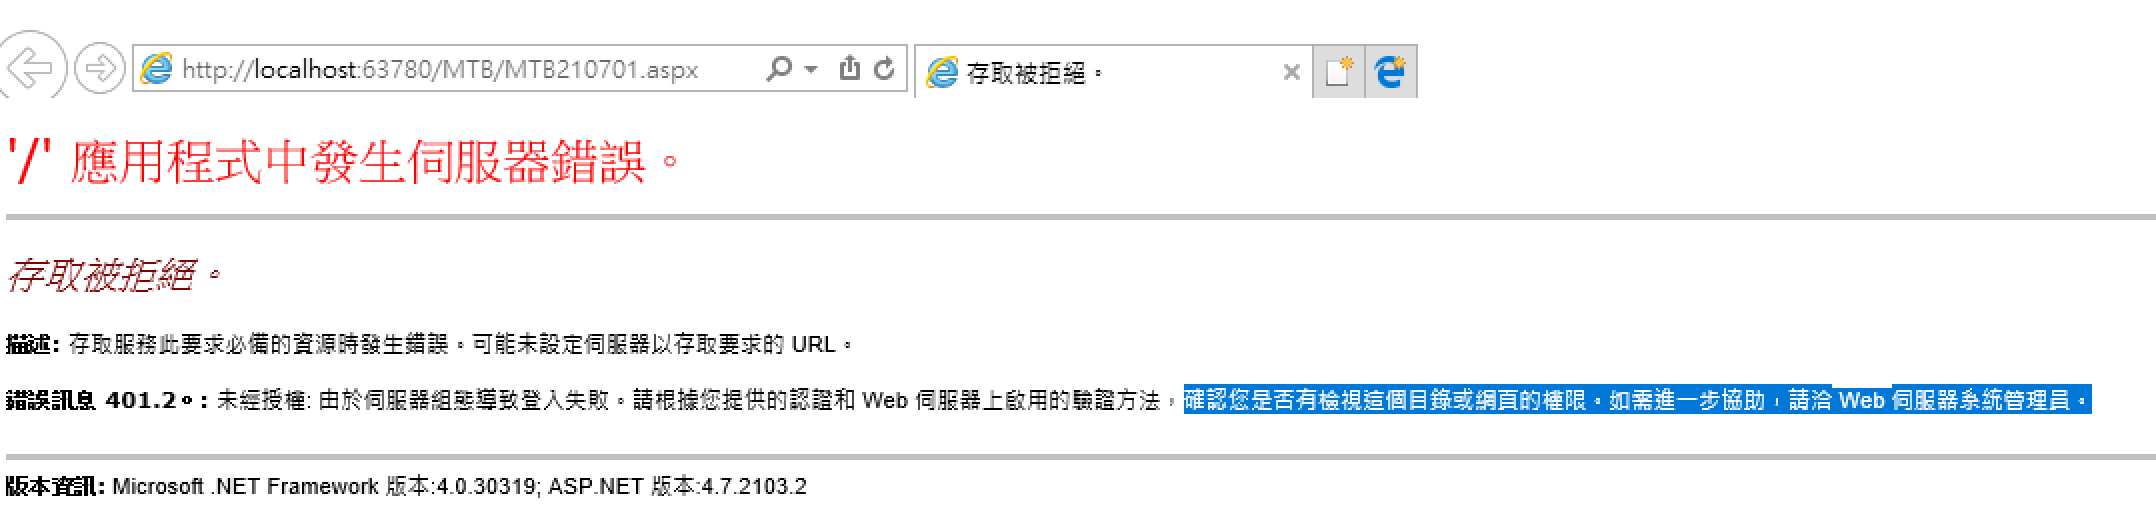 http://localhost:63780/MTB/MTB210701.aspx
存取被拒絕。
'/' 應用程式中發生伺服器錯誤。
存取被拒絕。
描述: 存取服務此要求必備的資源時發生錯誤。可能未設定伺服器以存取要求的 URL。
錯誤訊息 401.2。: 未經授權: 由於伺服器組態導致登入失敗。請根據您提供的認證和 Web 伺服器上啟用的驗證方法，確認您是否有檢視這個目錄或網頁的權限。如需進一步協助，請洽 Web 伺服器系統管理員。
版本資訊: Microsoft .NET Framework 版本:4.0.30319; ASP.NET 版本:4.7.2103.2